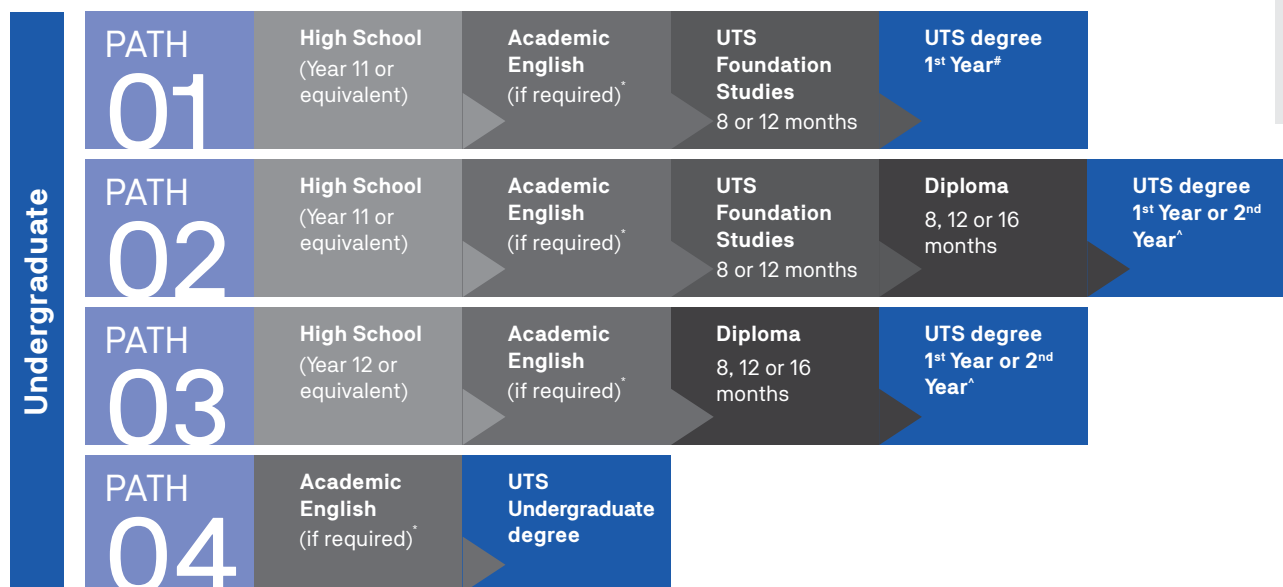 Undergraduate
PATH
01
High School
(Year 11 or
equivalent)
Academic
English
(if required)*
UTS
Foundation
Studies
8 or 12 months
UTS degree
1st Year#
PATH
02
High School
(Year 11 or
equivalent)
Academic
English
(if required)*
UTS
Foundation
Studies
8 or 12 months
Diploma
8, 12 or 16
months
UTS degree
1st Year or 2nd
Year^
PATH
03
High School
(Year 12 or
equivalent)
Academic
English
(if required)*
Diploma
8, 12 or 16
months
UTS degree
1st Year or 2nd
Year^
PATH
04
Academic
English
(if required)*
UTS
Undergraduate
degree